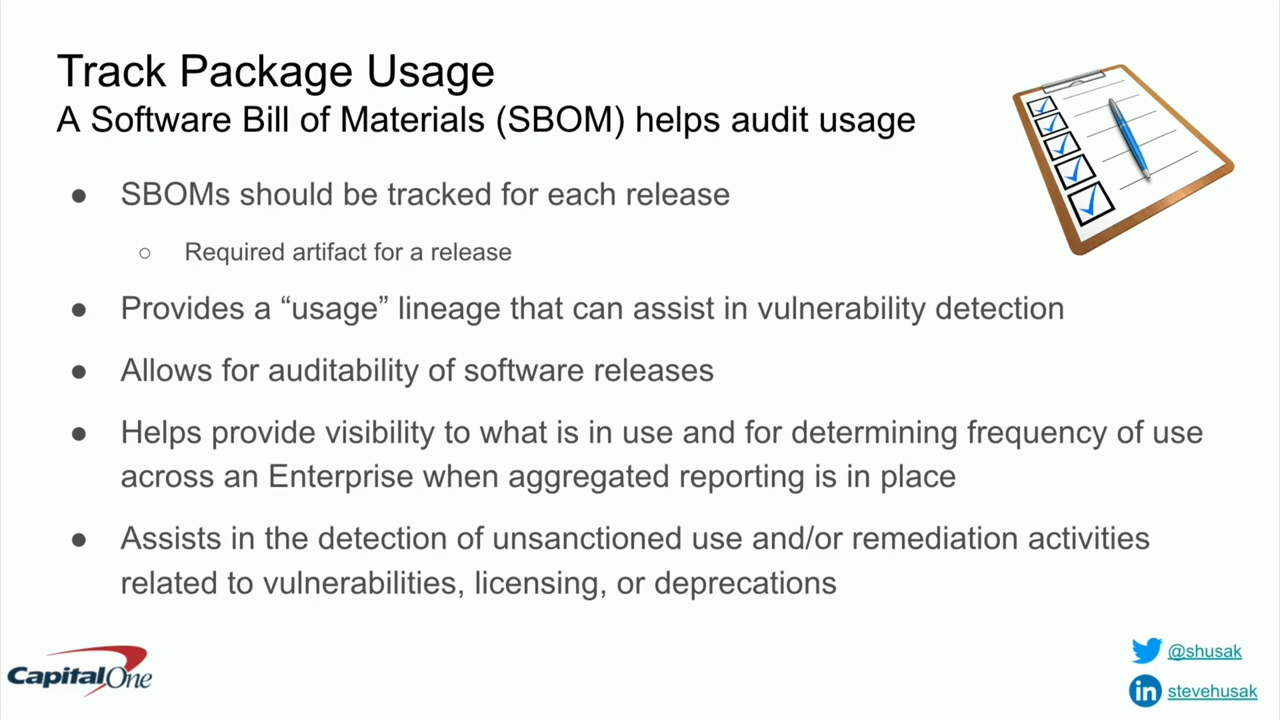 Track Package Usage
A Software Bill of Materials (SBOM) helps audit usage
● SBOMs should be tracked for each release
○ Required artifact for a release
● Provides a “usage” lineage that can assist in vulnerability detection
● Allows for auditability of software releases
● Helps provide visibility to what is in use and for determining frequency of use
across an Enterprise when aggregated reporting is in place
● Assists in the detection of unsanctioned use and/or remediation activities
related to vulnerabilities, licensing, or deprecations
CapitalOne
@shusak
in stevehusak